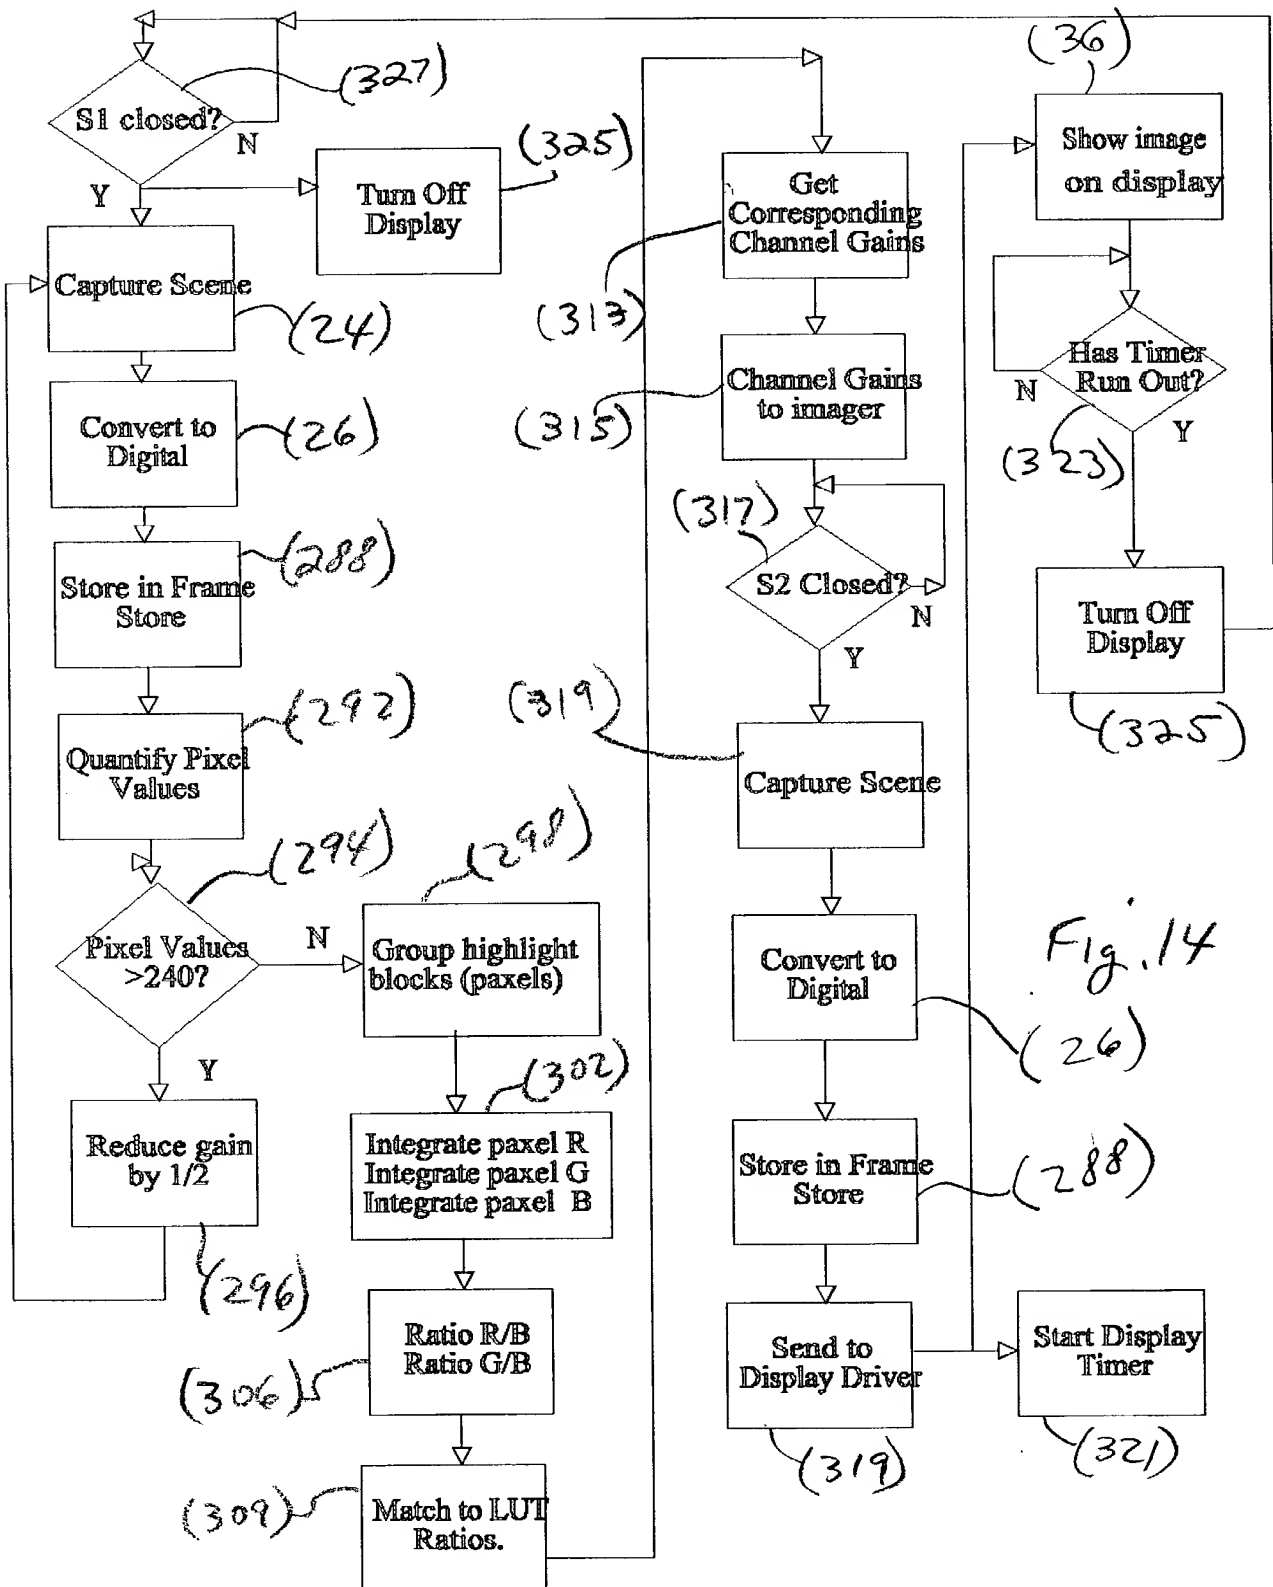 S1 closed?
(327)
N
Y
Turn Off
Display
(325)
Capture Scene
(24)
Convert to
Digital
(26)
Store in Frame
Store
(288)
Quantify Pixel
Values
(292)
Pixel Values
>240?
(294)
N
Y
Reduce gain
by 1/2
(296)
Group highlight
blocks (paxels)
(298)
Integrate paxel R
Integrate paxel G
Integrate paxel B
(302)
Ratio R/B
Ratio G/B
(306)
Match to LUT
Ratios.
(309)
Get
Corresponding
Channel Gains
(313)
Channel Gains
to imager
(315)
(317)
S2 Closed?
N
Y
(319)
Capture Scene
Convert to
Digital
(26)
Store in Frame
Store
(288)
Send to
Display Driver
(319)
Start Display
Timer
(321)
(36)
Show image
on display
Has Timer
Run Out?
N
Y
(323)
Turn Off
Display
(325)
Fig. 14